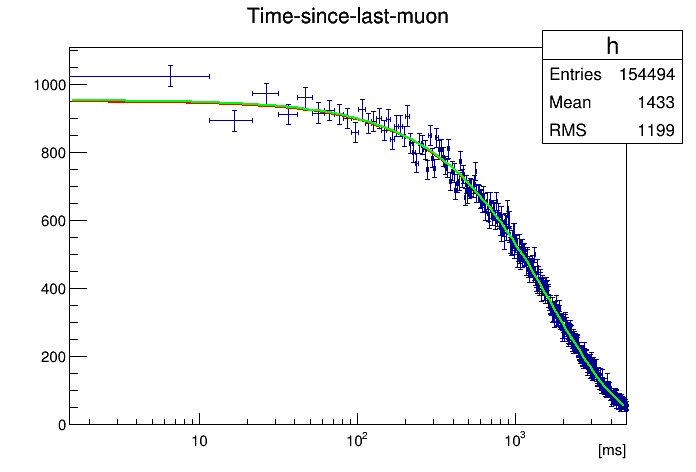 Time-since-last-muon
h
Entries 154494
Mean 1433
RMS 1199
1000
800
600
400
200
0
10
10²
10³
[ms]